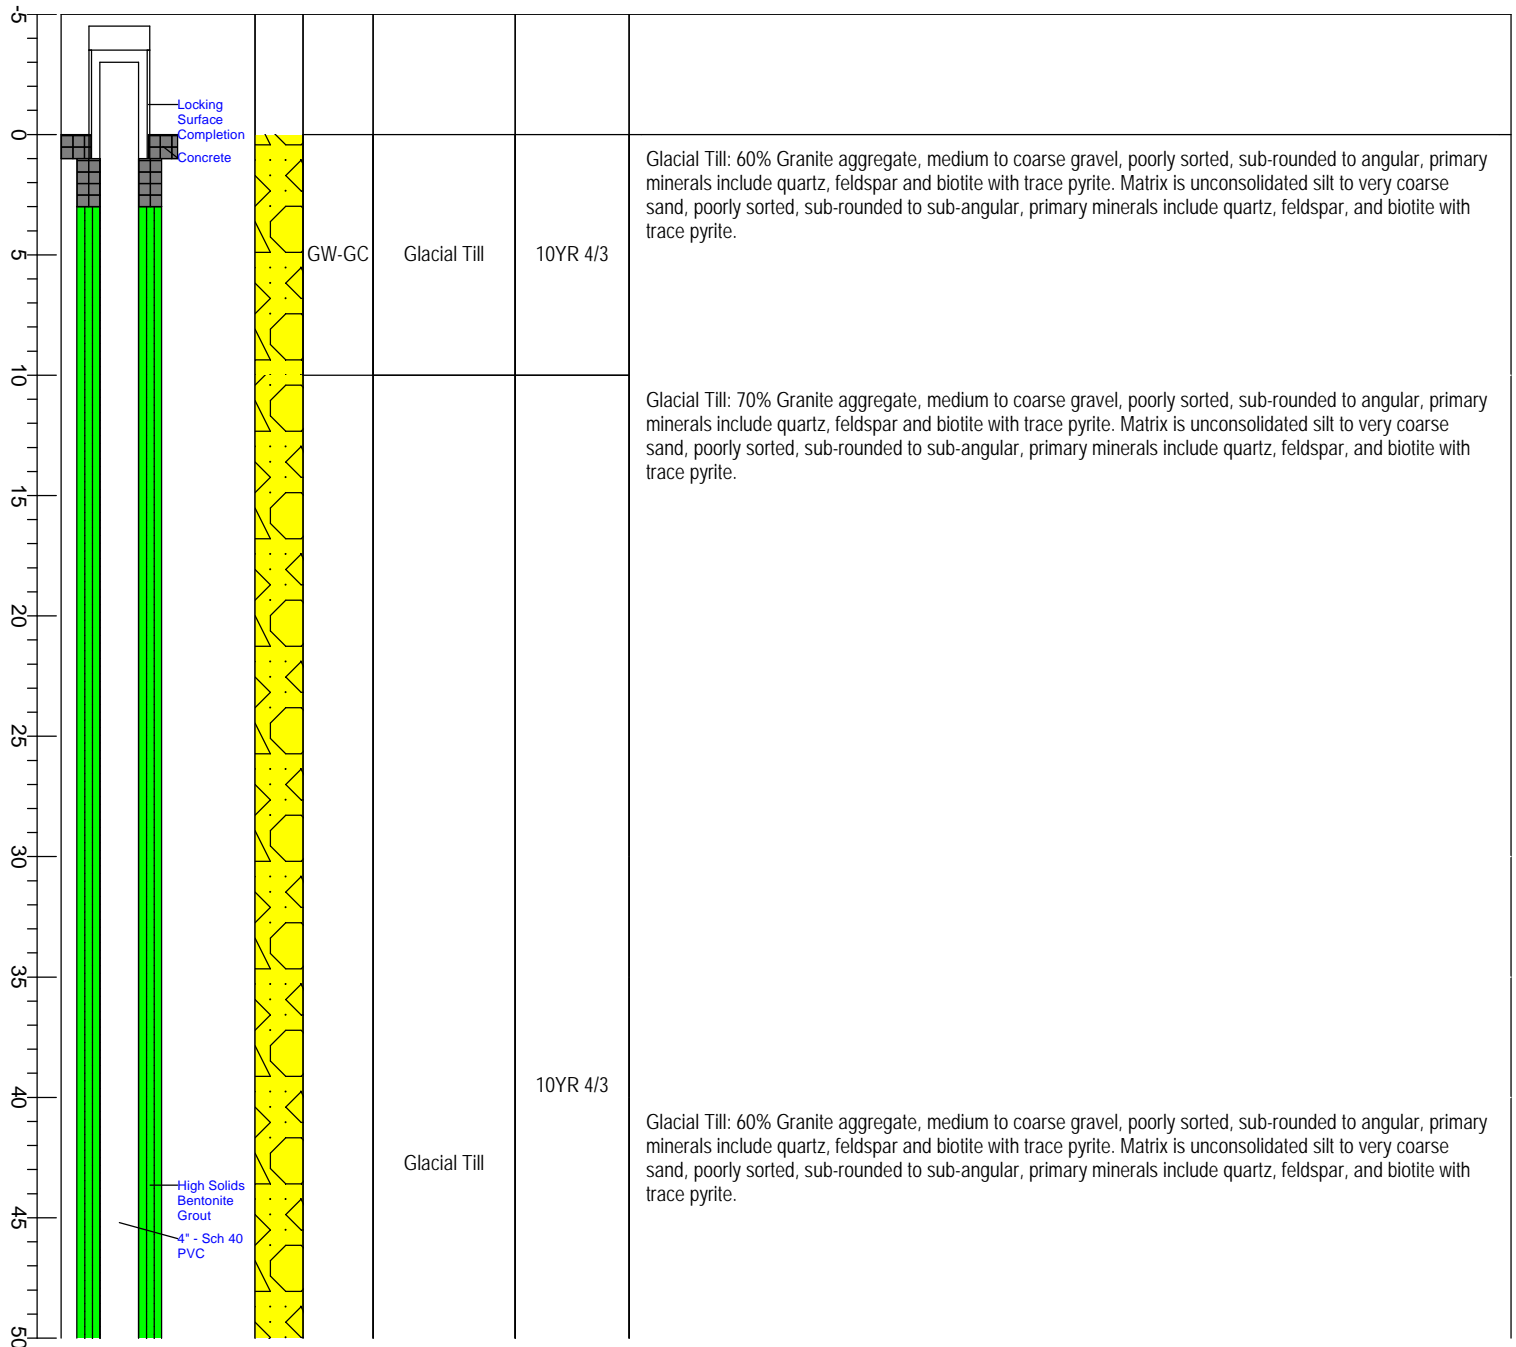 -5
Locking
Surface
Completion
0
Concrete
Glacial Till: 60% Granite aggregate, medium to coarse gravel, poorly sorted, sub-rounded to angular, primary
minerals include quartz, feldspar and biotite with trace pyrite. Matrix is unconsolidated silt to very coarse
sand, poorly sorted, sub-rounded to sub-angular, primary minerals include quartz, feldspar, and biotite with
trace pyrite.
5
GW-GC
Glacial Till
10YR 4/3
10
Glacial Till: 70% Granite aggregate, medium to coarse gravel, poorly sorted, sub-rounded to angular, primary
minerals include quartz, feldspar and biotite with trace pyrite. Matrix is unconsolidated silt to very coarse
sand, poorly sorted, sub-rounded to sub-angular, primary minerals include quartz, feldspar, and biotite with
trace pyrite.
15
20
25
30
35
40
10YR 4/3
Glacial Till: 60% Granite aggregate, medium to coarse gravel, poorly sorted, sub-rounded to angular, primary
minerals include quartz, feldspar and biotite with trace pyrite. Matrix is unconsolidated silt to very coarse
sand, poorly sorted, sub-rounded to sub-angular, primary minerals include quartz, feldspar, and biotite with
trace pyrite.
Glacial Till
High Solids
Bentonite
Grout
45
4" - Sch 40
PVC
50